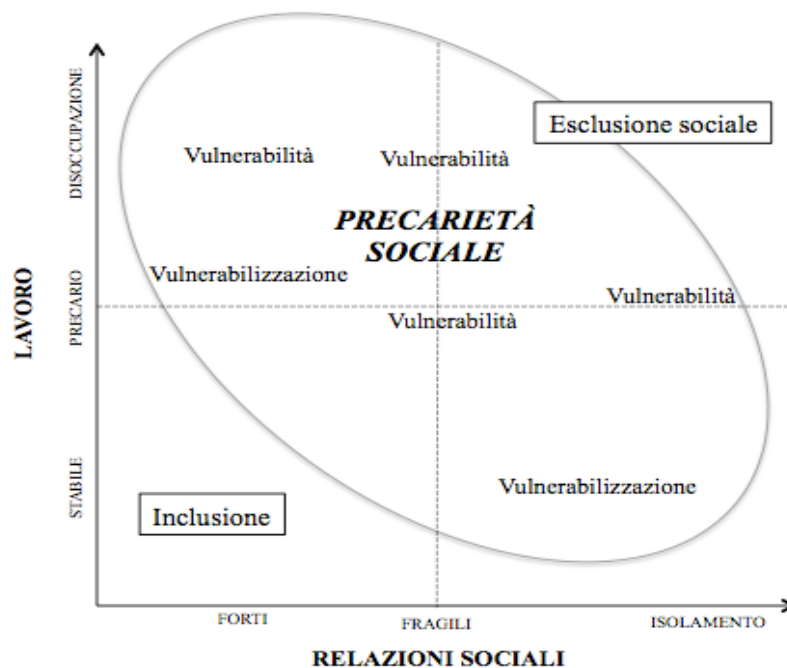 DISOCCUPAZIONE
Esclusione sociale
Vulnerabilità
Vulnerabilità
PRECARIETÀ
SOCIALE
Vulnerabilizzazione
LAVORO
PRECARIO
Vulnerabilità
Vulnerabilità
STABILE
Vulnerabilizzazione
Inclusione
FORTI
FRAGILI
ISOLAMENTO
RELAZIONI SOCIALI